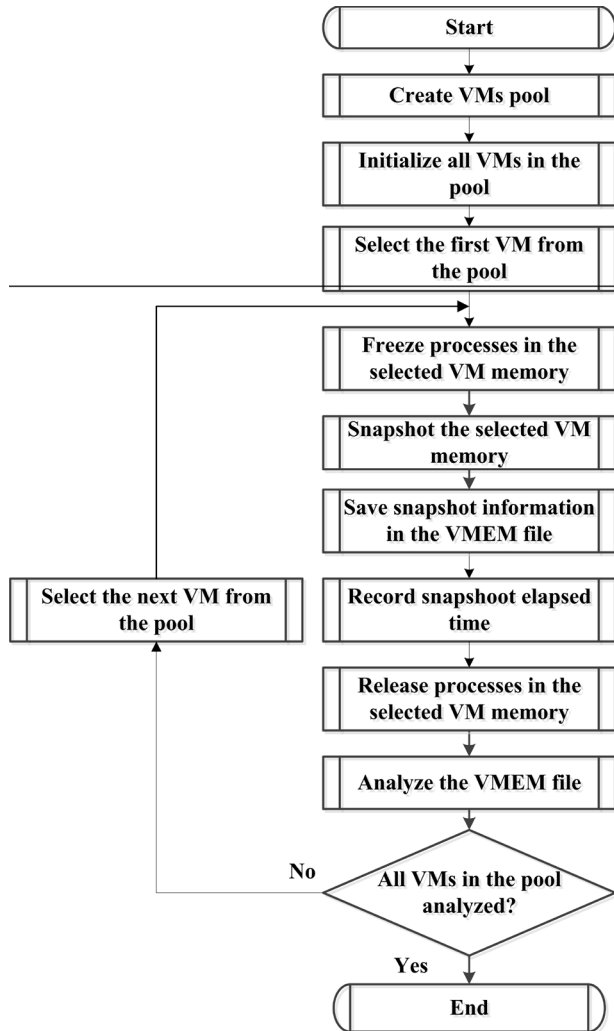 Start
Create VMs pool
Initialize all VMs in the
pool
Select the first VM from
the pool
Freeze processes in the
selected VM memory
Snapshot the selected VM
memory
Save snapshot information
in the VMEM file
Select the next VM from
the pool
Record snapshoot elapsed
time
Release processes in the
selected VM memory
Analyze the VMEM file
No
All VMs in the pool
analyzed?
Yes
End